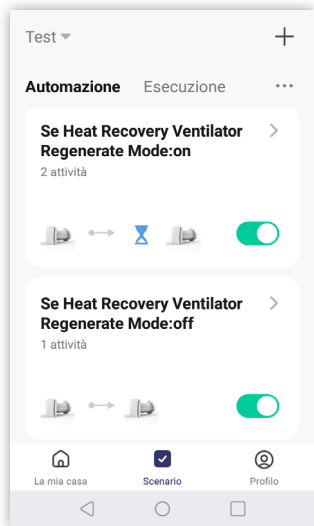 Test
Automazione Esecuzione
Se Heat Recovery Ventilator
Regenerate Mode:on
2 attività
Se Heat Recovery Ventilator
Regenerate Mode:off
1 attività
La mia casa Scenario Profilo